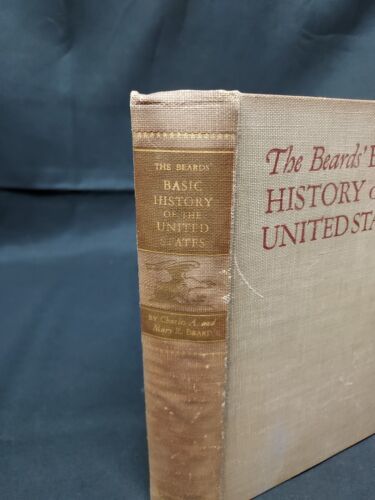 THE BEARDS'
BASIC
HISTORY
OF THE
UNITED
STATES
BY Charles A. and
Mary R. BEARD
The Beards' B
HISTORY O
UNITED STA